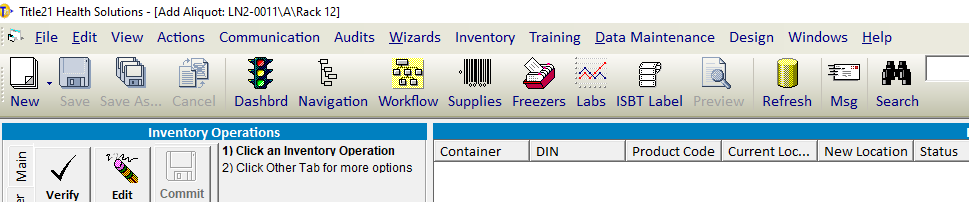 Title21 Health Solutions - [Add Aliquot: LN2-0011\A\Rack 12]
File Edit View Actions Communication Audits Wizards Inventory Training Data Maintenance Design Windows Help
New Save Save As... Cancel Dashbrd Navigation Workflow Supplies Freezers Labs ISBT Label Preview Refresh Msg Search
Inventory Operations
Main
Verify Edit Commit
1) Click an Inventory Operation
2) Click Other Tab for more options
Container DIN Product Code Current Loc... New Location Status